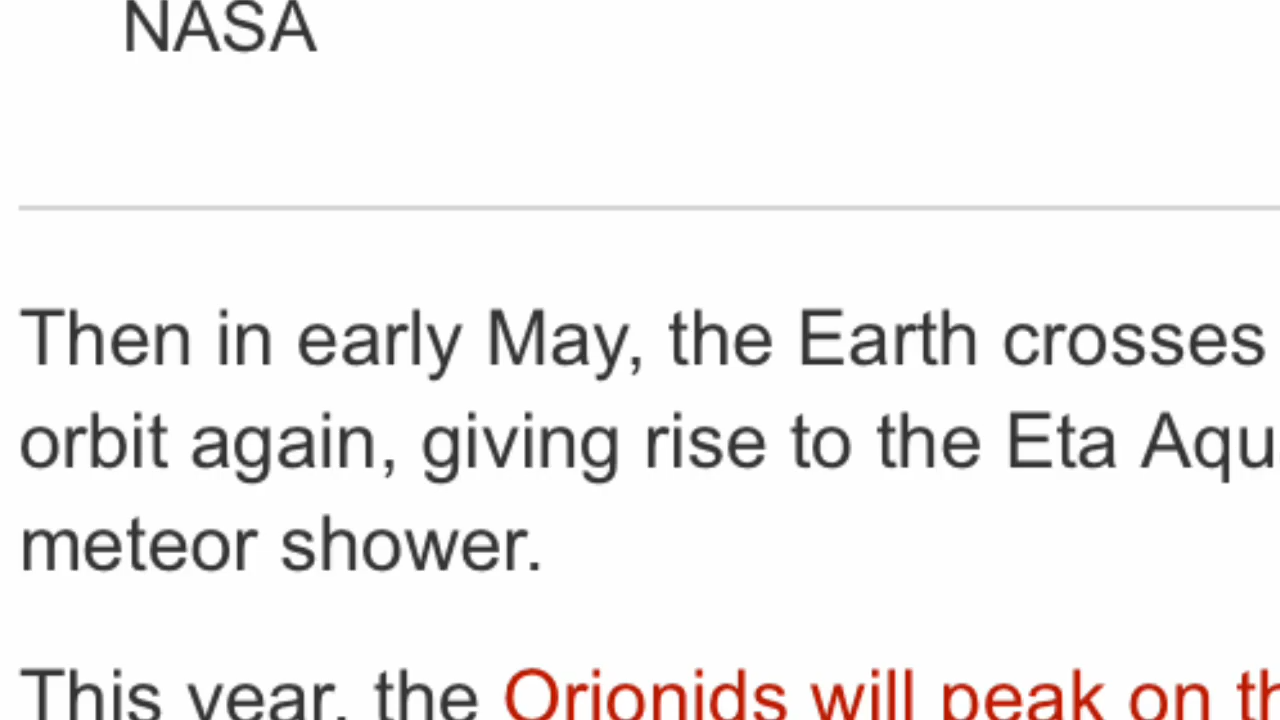 NASA
Then in early May, the Earth crosses
orbit again, giving rise to the Eta
meteor shower.
This year, the Orionids will peak on